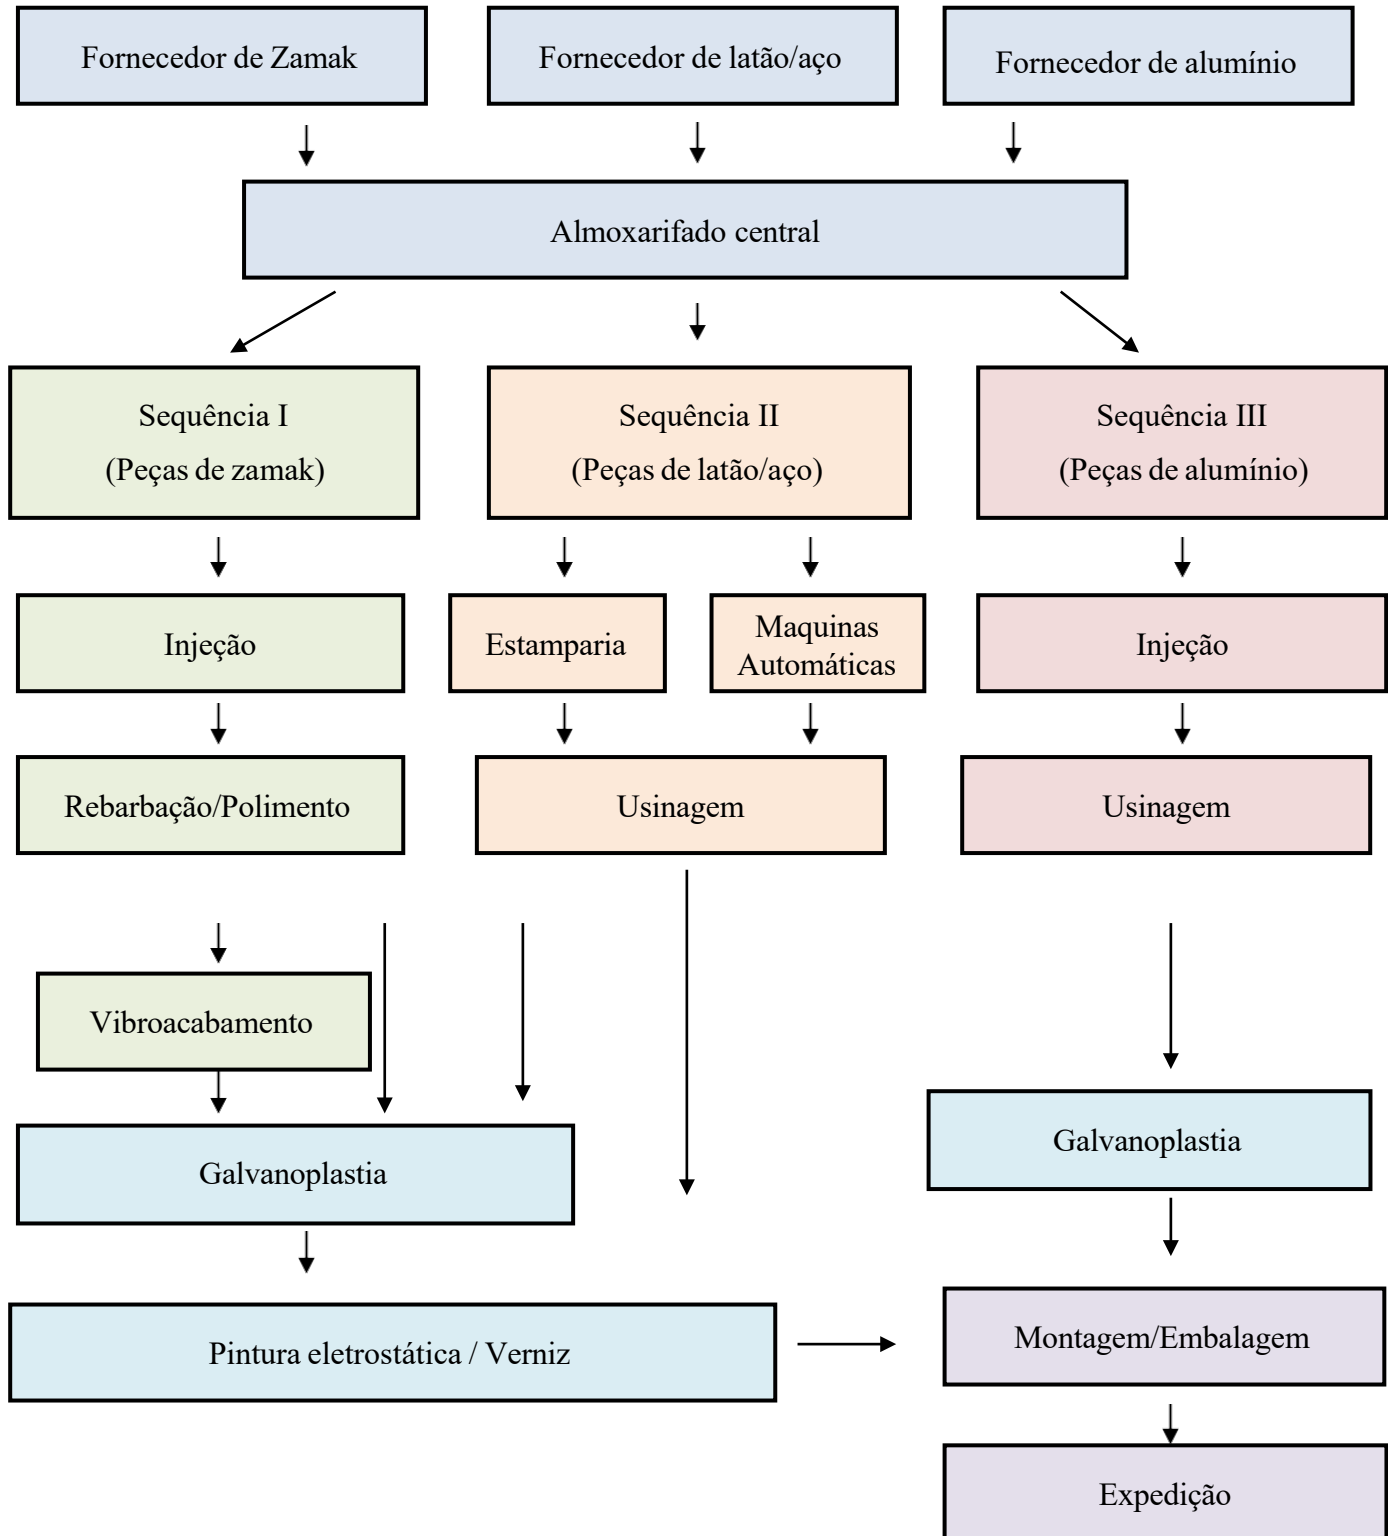 Fornecedor de Zamak
Fornecedor de latão/aço
Fornecedor de alumínio
Almoxarifado central
Sequência I
(Peças de zamak)
Sequência II
(Peças de latão/aço)
Sequência III
(Peças de alumínio)
Injeção
Estamparia
Maquinas
Automáticas
Injeção
Rebarbação/Polimento
Usinagem
Usinagem
Vibroacabamento
Galvanoplastia
Galvanoplastia
Pintura eletrostática / Verniz
Montagem/Embalagem
Expedição